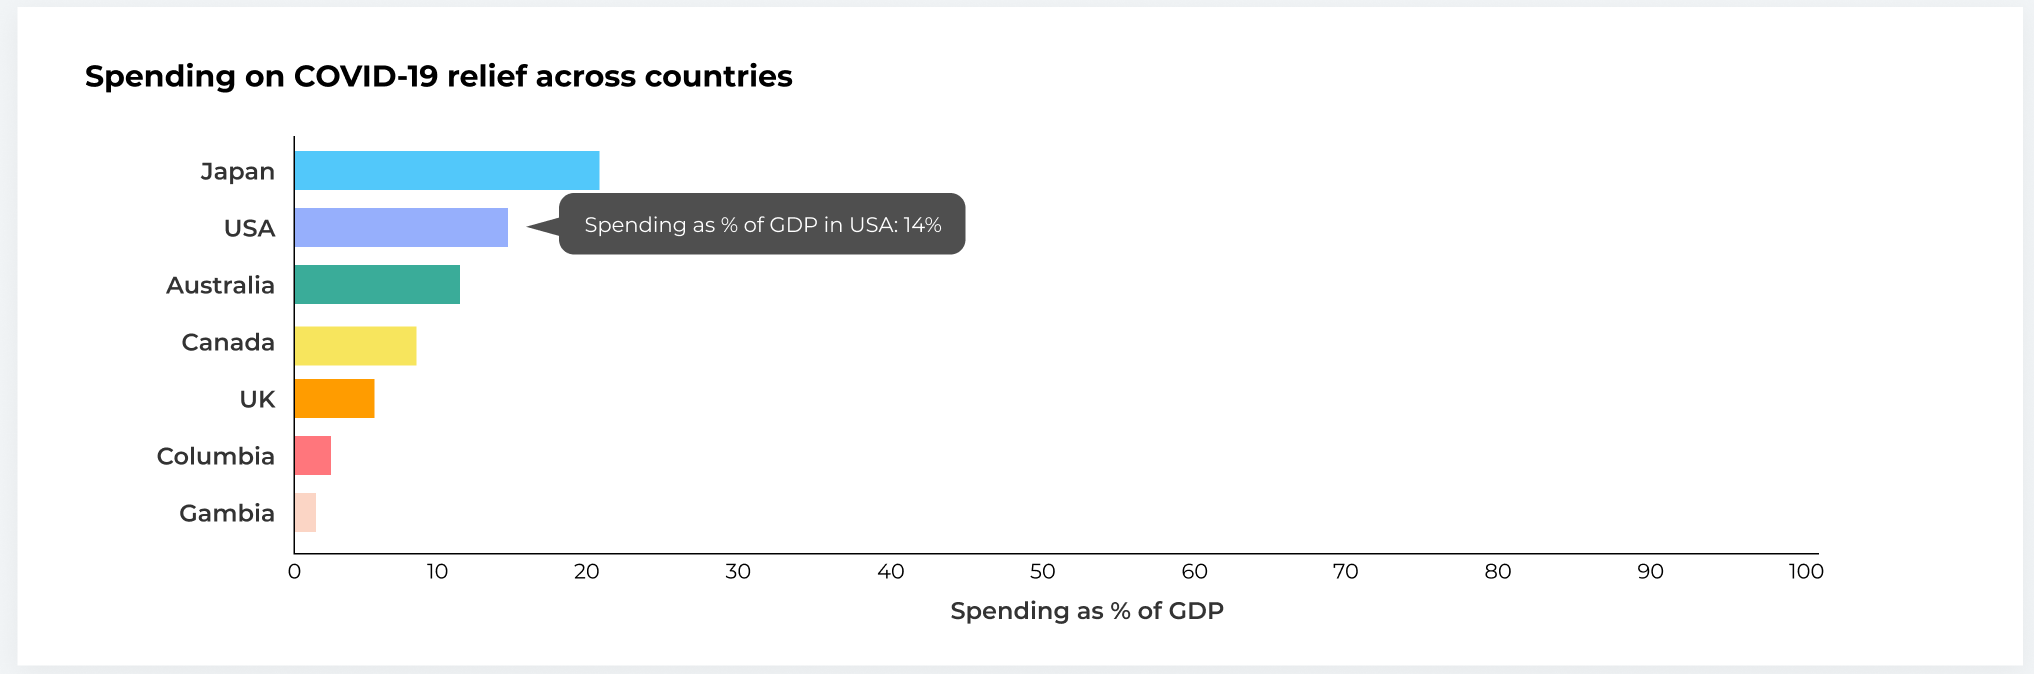 Spending on COVID-19 relief across countries
Japan
USA
Spending as % of GDP in USA: 14%
Australia
Canada
UK
Columbia
Gambia
0 10 20 30 40 50 60 70 80 90 100
Spending as % of GDP